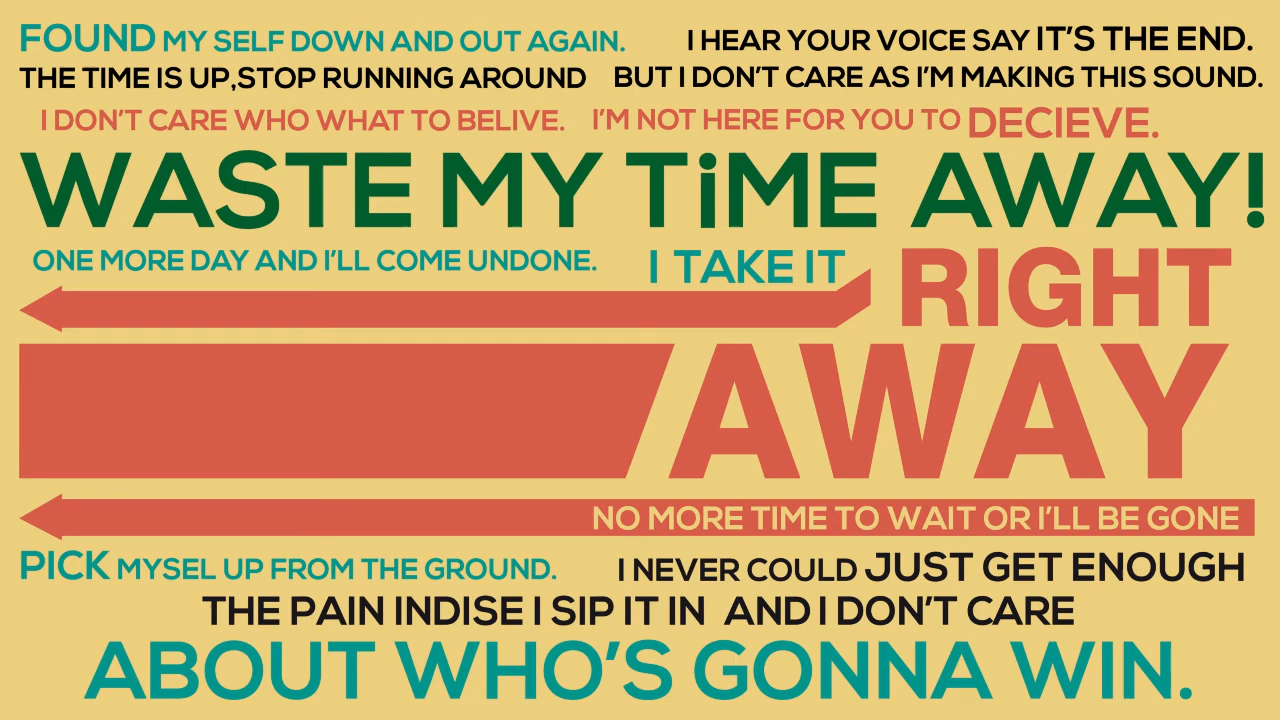 FOUND MY SELF DOWN AND OUT AGAIN. I HEAR YOUR VOICE SAY IT'S THE END.
THE TIME IS UP,STOP RUNNING AROUND BUT I DON'T CARE AS I'M MAKING THIS SOUND.
I DON'T CARE WHO WHAT TO BELIVE. I'M NOT HERE FOR YOU TO DECIEVE.
WASTE MY TiME AWAY!
ONE MORE DAY AND I'LL COME UNDONE. I TAKE IT RIGHT
AWAY
NO MORE TIME TO WAIT OR I'LL BE GONE
PICK MYSEL UP FROM THE GROUND. I NEVER COULD JUST GET ENOUGH
THE PAIN INDISE I SIP IT IN AND I DON'T CARE
ABOUT WHO'S GONNA WIN.